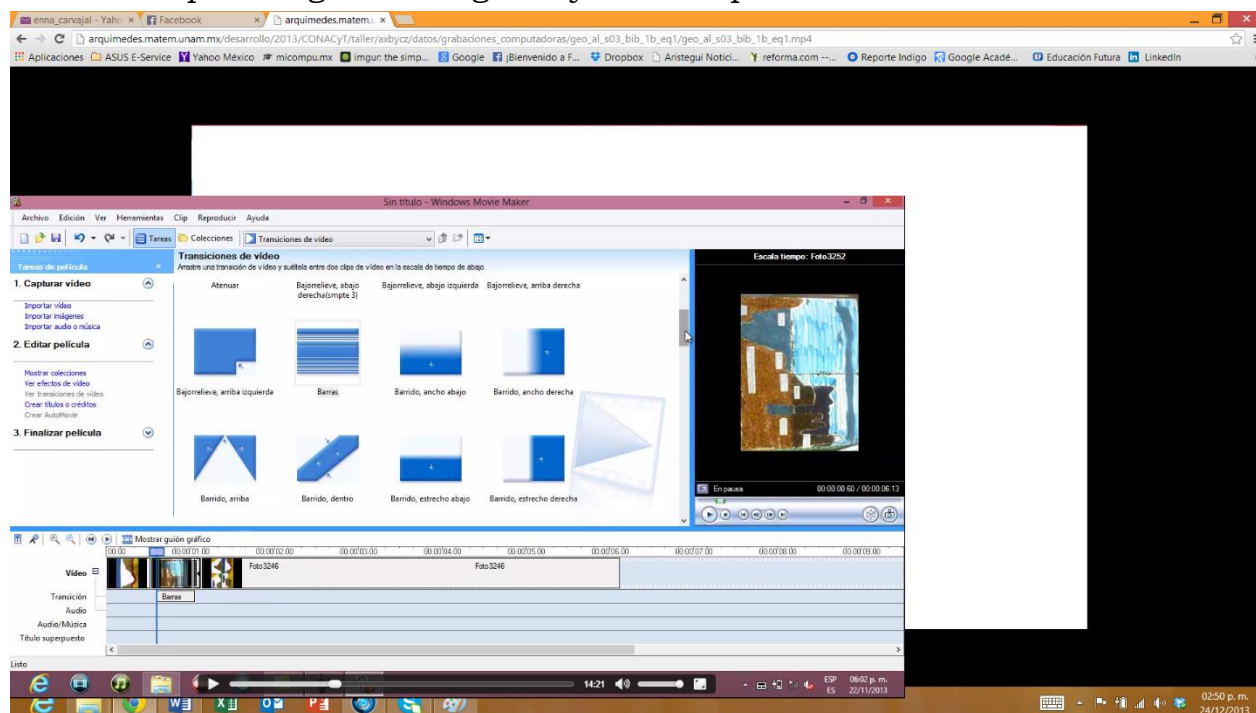 enna_carvajal - Yaho
Facebook
arquimedes.matem.u
arquimedes.matem.unam.mx/desarrollo/2013/CONACyT/taller/axbycz/datos/grabaciones_computadoras/geo_al_s03_bib_1b_eq1/geo_al_s03_bib_1b_eq1.mp4
Aplicaciones ASUS E-Service Yahoo México micompu.mx imgur: the simp... Google ¡Bienvenido a F... Dropbox Aristegui Notici... reforma.com --... Reporte Indigo Google Acadé... Educación Futura LinkedIn
Sin título - Windows Movie Maker
Archivo Edición Ver Herramientas Clip Reproducir Ayuda
Tareas Colecciones Transiciones de vídeo
Tareas de película
1. Capturar vídeo
Importar vídeo
Importar imágenes
Importar audio o música
2. Editar película
Mostrar colecciones
Ver efectos de vídeo
Ver transiciones de vídeo
Crear títulos o créditos
Crear AutoMovie
3. Finalizar película
Transiciones de vídeo
Arrastre una transición de vídeo y suéltela entre dos clips de vídeo en la escala de tiempo de abajo.
Atenuar
Bajorrelieve, abajo
derecha(smpte 3)
Bajorrelieve, abajo izquierda
Bajorrelieve, arriba derecha
Bajorrelieve, arriba izquierda
Barras
Barrido, ancho abajo
Barrido, ancho derecha
Barrido, arriba
Barrido, dentro
Barrido, estrecho abajo
Barrido, estrecho derecha
Escala tiempo: Foto3252
En pausa
00:00:00.60 / 00:00:06.13
Mostrar guión gráfico
00:00 00:00'01.00 00:00'02.00 00:00'03.00 00:00'04.00 00:00'05.00 00:00'06.00 00:00'07.00 00:00'08.00 00:00'09.00
Vídeo
Foto3246
Foto3246
Transición
Barras
Audio
Audio/Música
Título superpuesto
Listo
14:21
ESP
ES
06:02 p. m.
22/11/2013
02:50 p. m.
24/12/2013